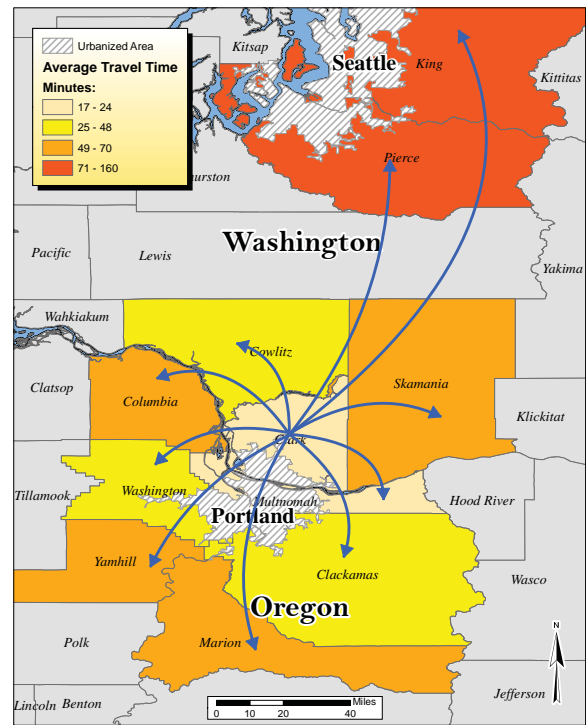 Urbanized Area
Average Travel Time
Minutes:
17 - 24
25 - 48
49 - 70
71 - 160
Kitsap
Seattle
King
Kittitas
Pierce
urston
Washington
Pacific
Lewis
Yakima
Wahkiakum
Cowlitz
Clatsop
Columbia
Skamania
Klickitat
Clark
Tillamook
Washington
Multnomah
Hood River
Portland
Yamhill
Clackamas
Wasco
Oregon
Polk
Marion
N
Lincoln
Benton
Jefferson
Miles
0
20
40